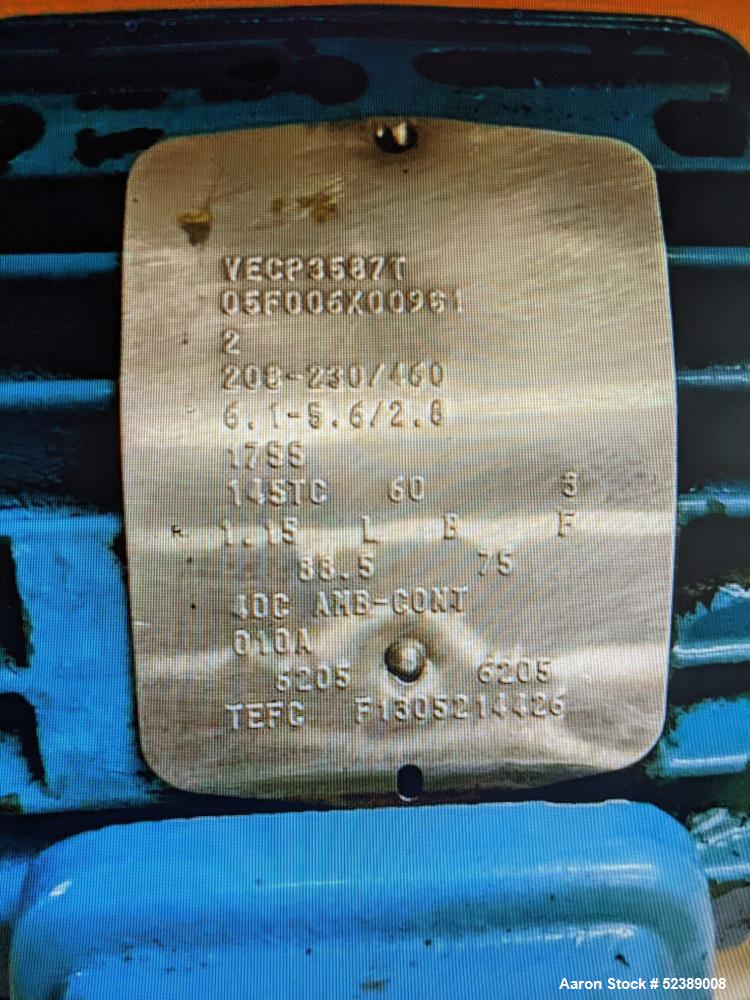 VECP3587T
05F006X00961
2
208-230/460
6.1-5.6/2.8
1755
145TC 60 3
1.15 L B F
88.5 75
40C AMB-CONT
010A
6205 6205
TEFC F1305214426
Aaron Stock # 52389008